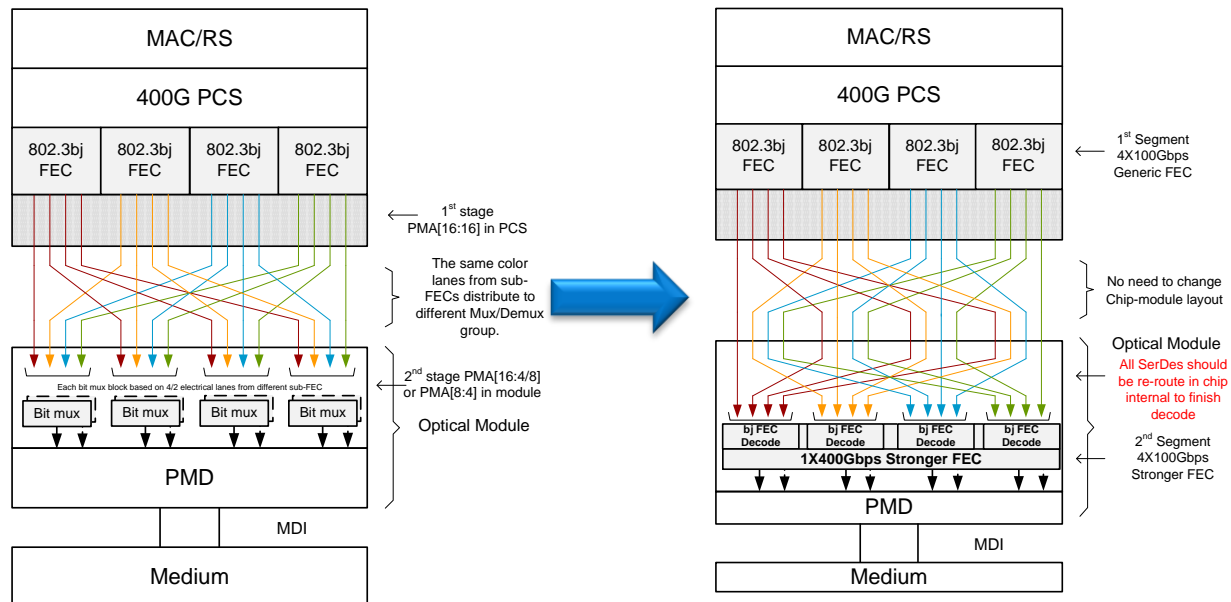 MAC/RS
400G PCS
802.3bj
FEC
802.3bj
FEC
802.3bj
FEC
802.3bj
FEC
1st stage
PMA[16:16] in PCS
The same color
lanes from sub-
FECs distribute to
different Mux/Demux
group.
Each bit mux block based on 4/2 electrical lanes from different sub-FEC
Bit mux
Bit mux
Bit mux
Bit mux
2nd stage PMA[16:4/8]
or PMA[8:4] in module
Optical Module
PMD
MDI
Medium
MAC/RS
400G PCS
802.3bj
FEC
802.3bj
FEC
802.3bj
FEC
802.3bj
FEC
1st Segment
4X100Gbps
Generic FEC
No need to change
Chip-module layout
Optical Module
All SerDes should
be re-route in chip
internal to finish
decode
bj FEC
Decode
bj FEC
Decode
bj FEC
Decode
bj FEC
Decode
1X400Gbps Stronger FEC
2nd Segment
4X100Gbps
Stronger FEC
PMD
MDI
Medium